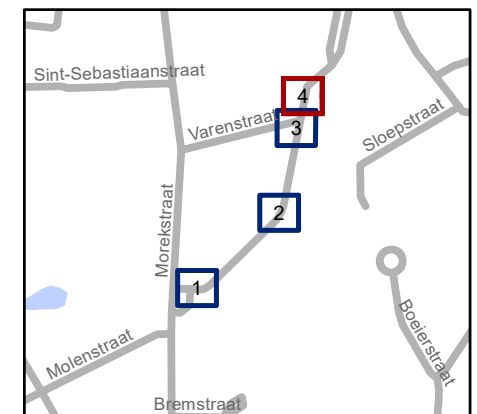 Sint-Sebastiaanstraat
4
Varenstraat
3
Sloepstraat
Morekstraat
2
1
Boeierstraat
Molenstraat
Bremstraat